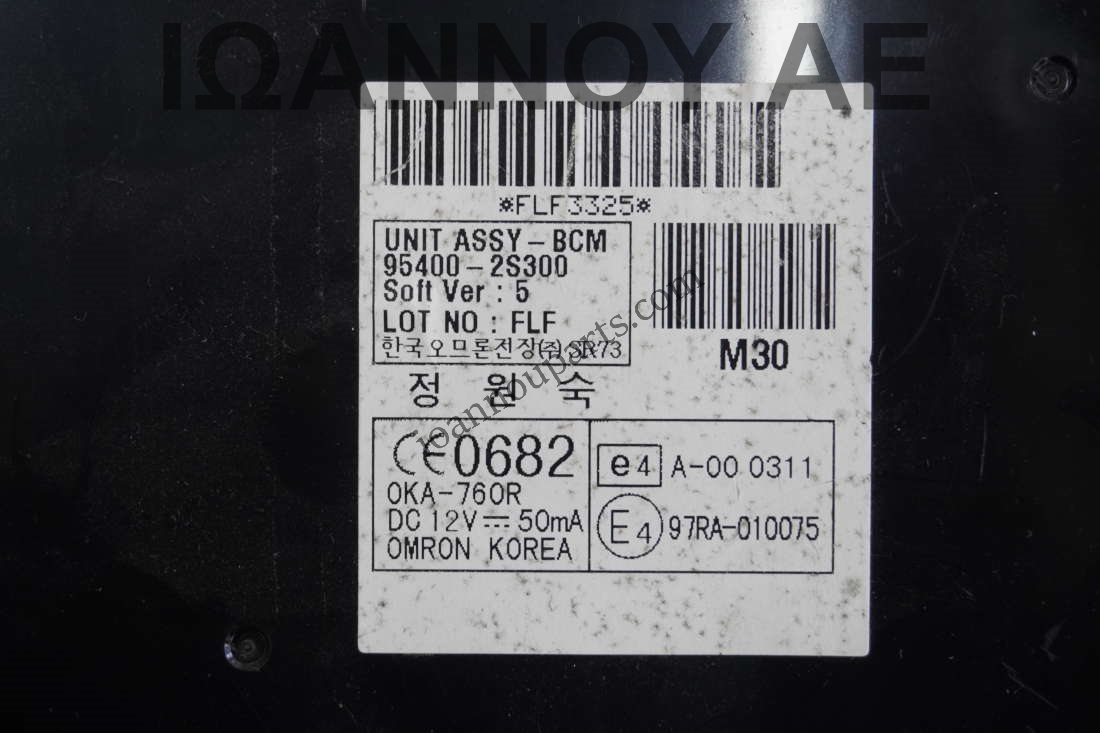 ΙΩΑΝΝΟΥ ΑΕ
*FLF3325*
UNIT ASSY-BCM
95400-2S300
Soft Ver : 5
LOT NO : FLF
한국오므론전장(주) JR73
M30
정 원 숙
ioannouparts.com
CE0682
OKA-760R
DC 12V⎓50mA
OMRON KOREA
e4 A-00 0311
E4 97RA-010075